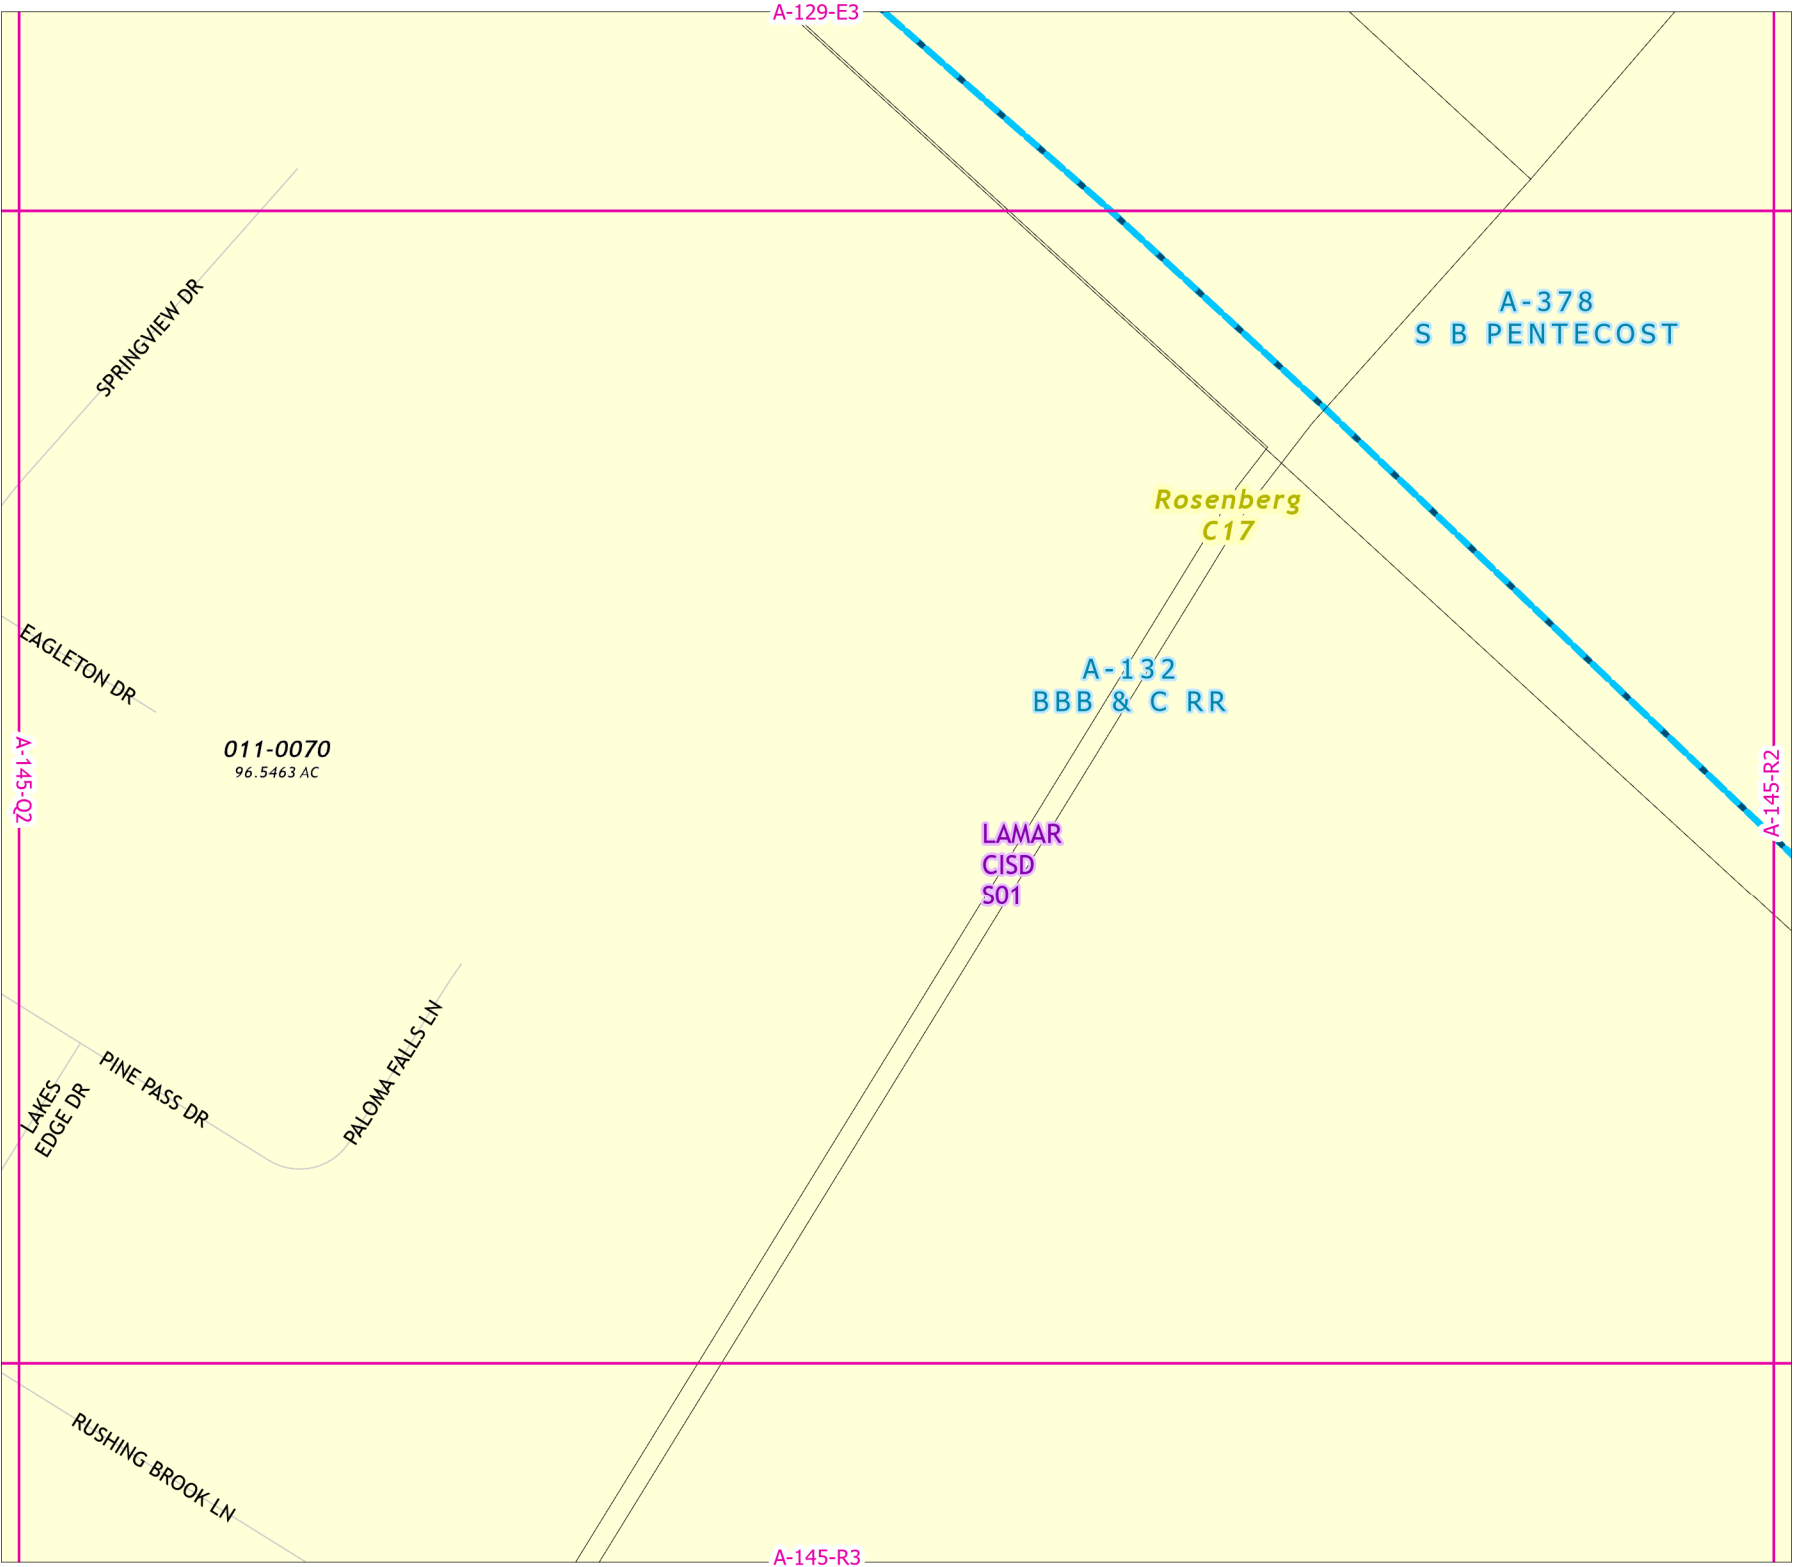 A-129-E3
SPRINGVIEW DR
A-378
S B PENTECOST
Rosenberg
C17
EAGLETON DR
A-132
BBB & C RR
011-0070
96.5463 AC
A-145-Q2
A-145-R2
LAMAR
CISD
S01
PINE PASS DR
PALOMA FALLS LN
LAKES
EDGE DR
RUSHING BROOK LN
A-145-R3